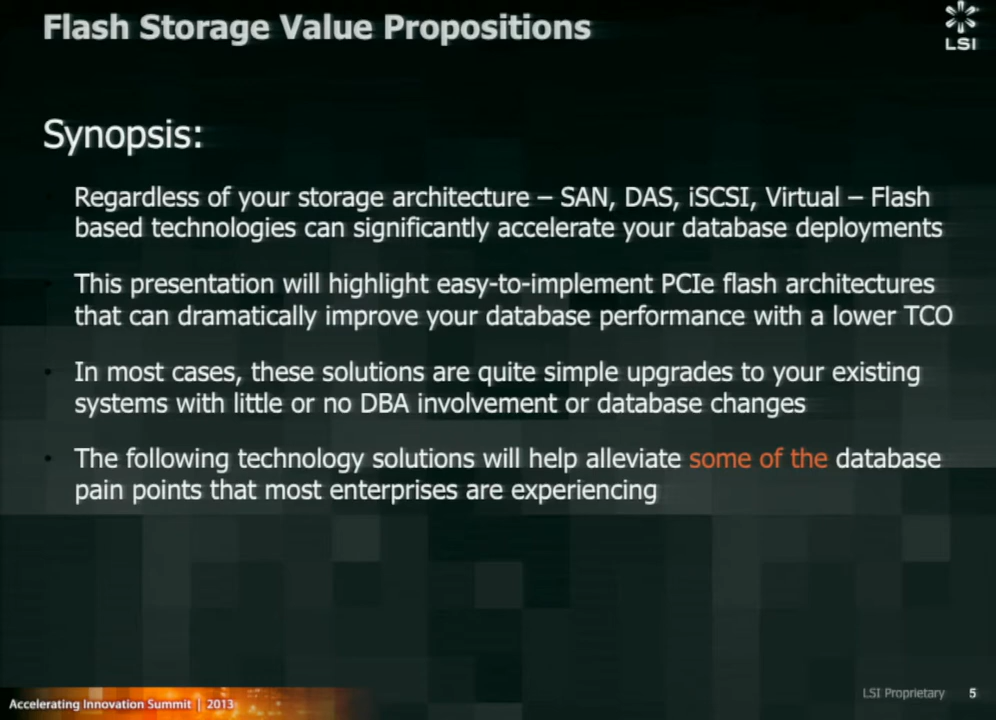 Flash Storage Value Propositions
LSI
Synopsis:
Regardless of your storage architecture – SAN, DAS, iSCSI, Virtual – Flash
based technologies can significantly accelerate your database deployments
This presentation will highlight easy-to-implement PCIe flash architectures
that can dramatically improve your database performance with a lower TCO
In most cases, these solutions are quite simple upgrades to your existing
systems with little or no DBA involvement or database changes
The following technology solutions will help alleviate some of the database
pain points that most enterprises are experiencing
Accelerating Innovation Summit | 2013
LSI Proprietary 5